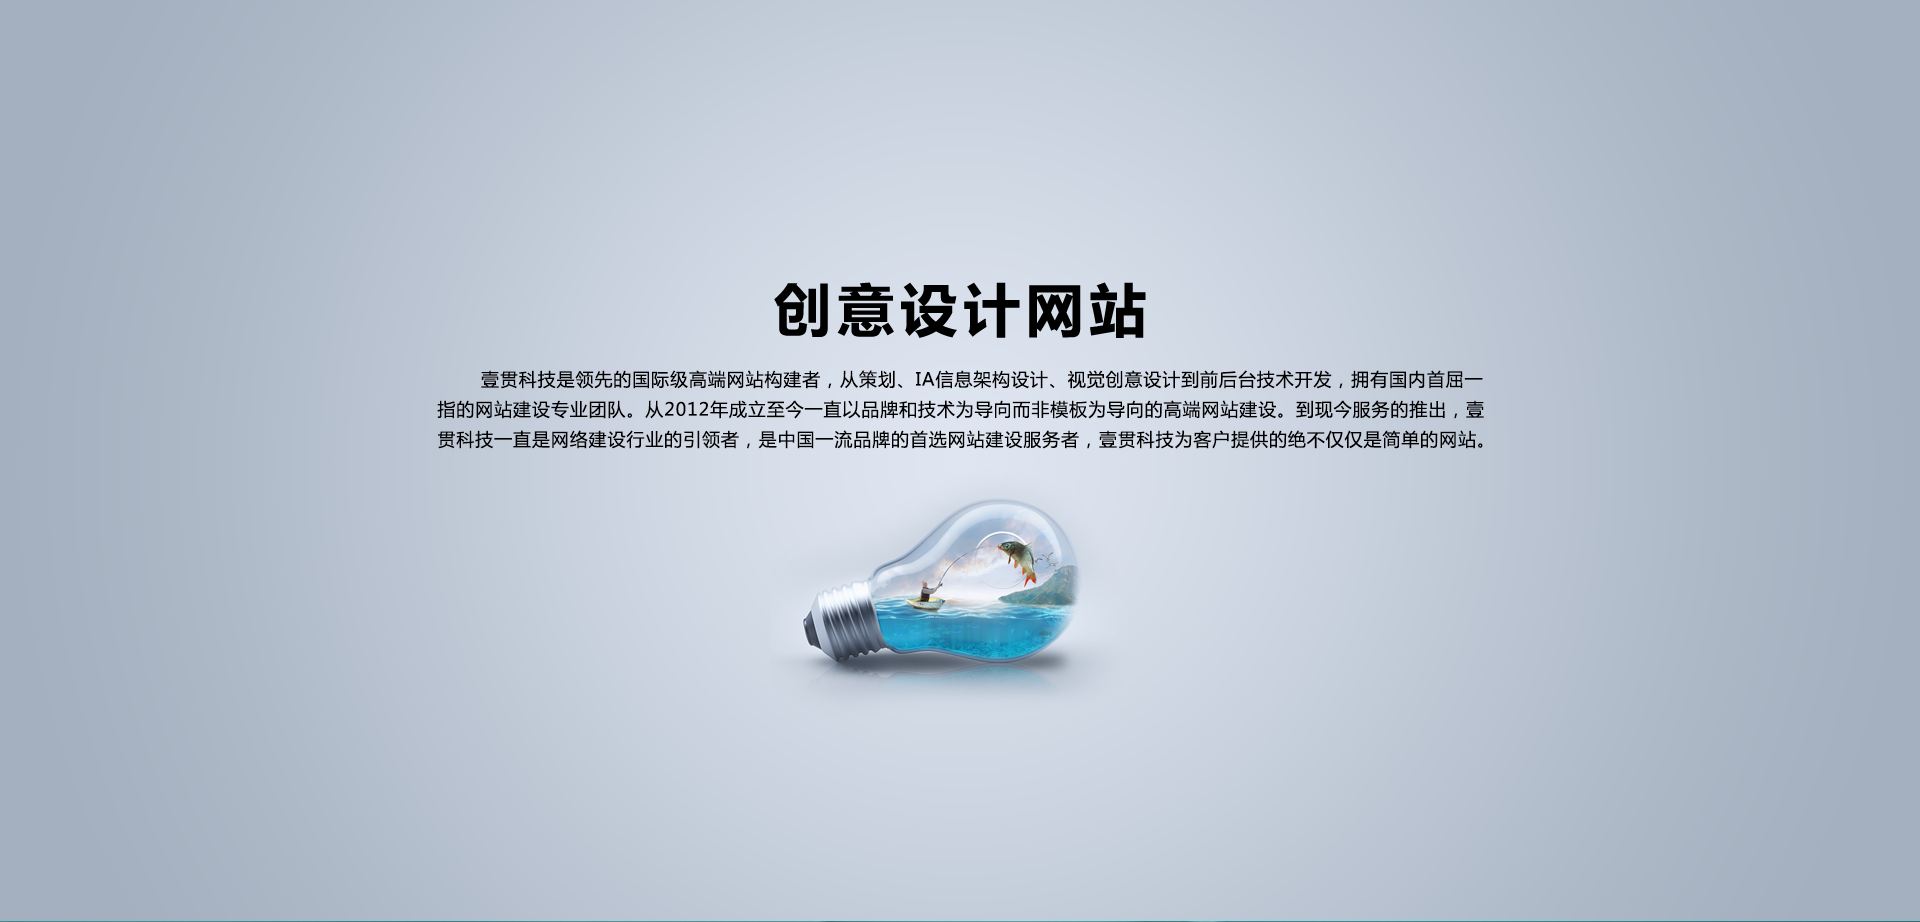 创意设计网站
壹贯科技是领先的国际级高端网站构建者，从策划、IA信息架构设计、视觉创意设计到前后台技术开发，拥有国内首屈一
指的网站建设专业团队。从2012年成立至今一直以品牌和技术为导向而非模板为导向的高端网站建设。到现今服务的推出，壹
贯科技一直是网络建设行业的引领者，是中国一流品牌的首选网站建设服务者，壹贯科技为客户提供的绝不仅仅是简单的网站。